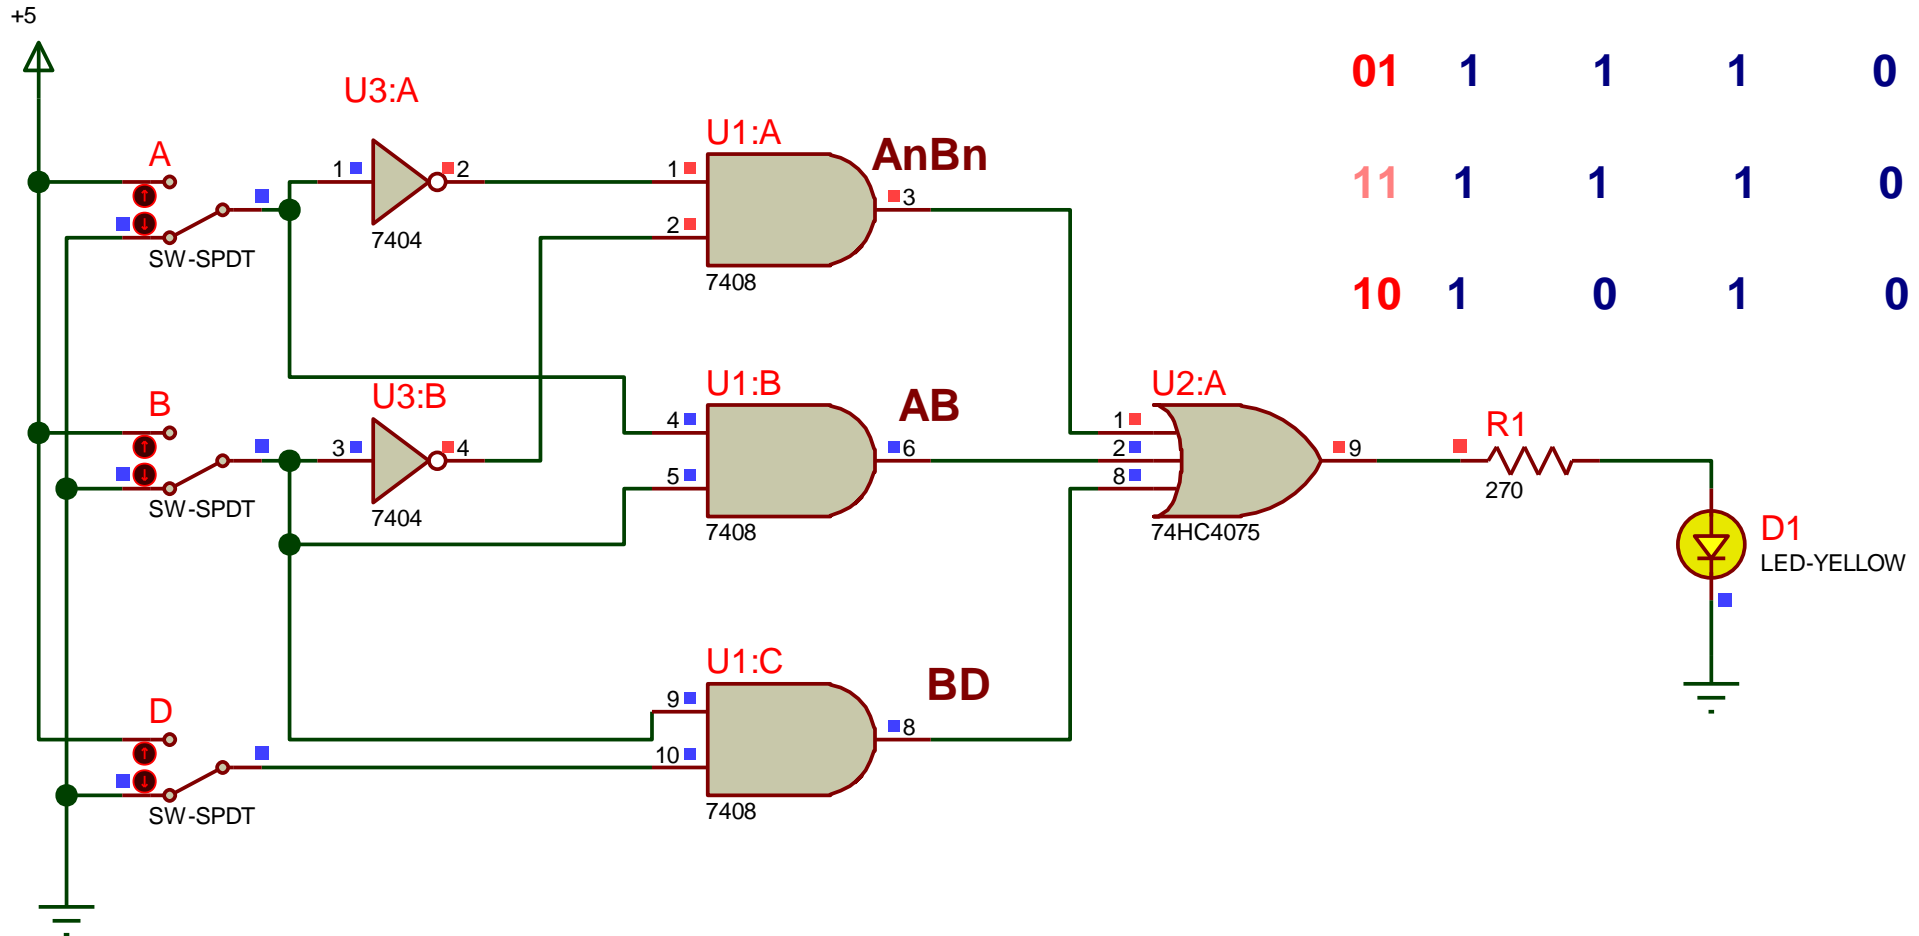 +5
01 1 1 1 0
U3:A
U1:A
A
1 2
1
AnBn
11 1 1 1 0
3
2
SW-SPDT
7404
7408
10 1 0 1 0
B
U3:B
U1:B
AB
U2:A
4
1
R1
3 4
6
2
9
5
8
270
SW-SPDT
7404
7408
74HC4075
D1
LED-YELLOW
U1:C
D
9
BD
8
10
SW-SPDT
7408